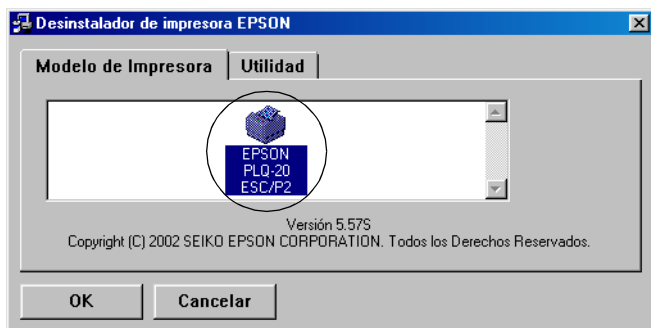 Desinstalador de impresora EPSON
Modelo de Impresora Utilidad
EPSON
PLQ-20
ESC/P2
Versión 5.57S
Copyright (C) 2002 SEIKO EPSON CORPORATION. Todos los Derechos Reservados.
OK Cancelar